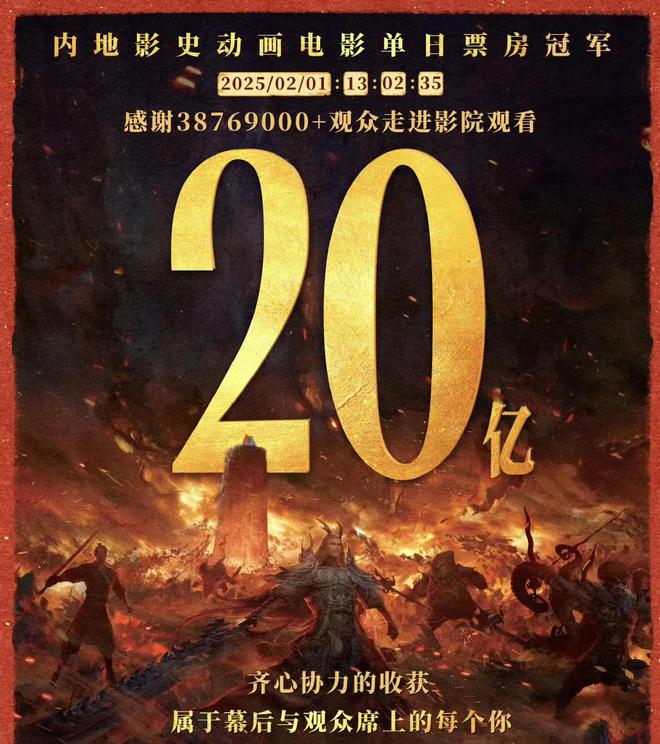 内地影史动画电影单日票房冠军
2025/02/01:13:02:35
感谢38769000+观众走进影院观看
20亿
齐心协力的收获
属于幕后与观众席上的每个你